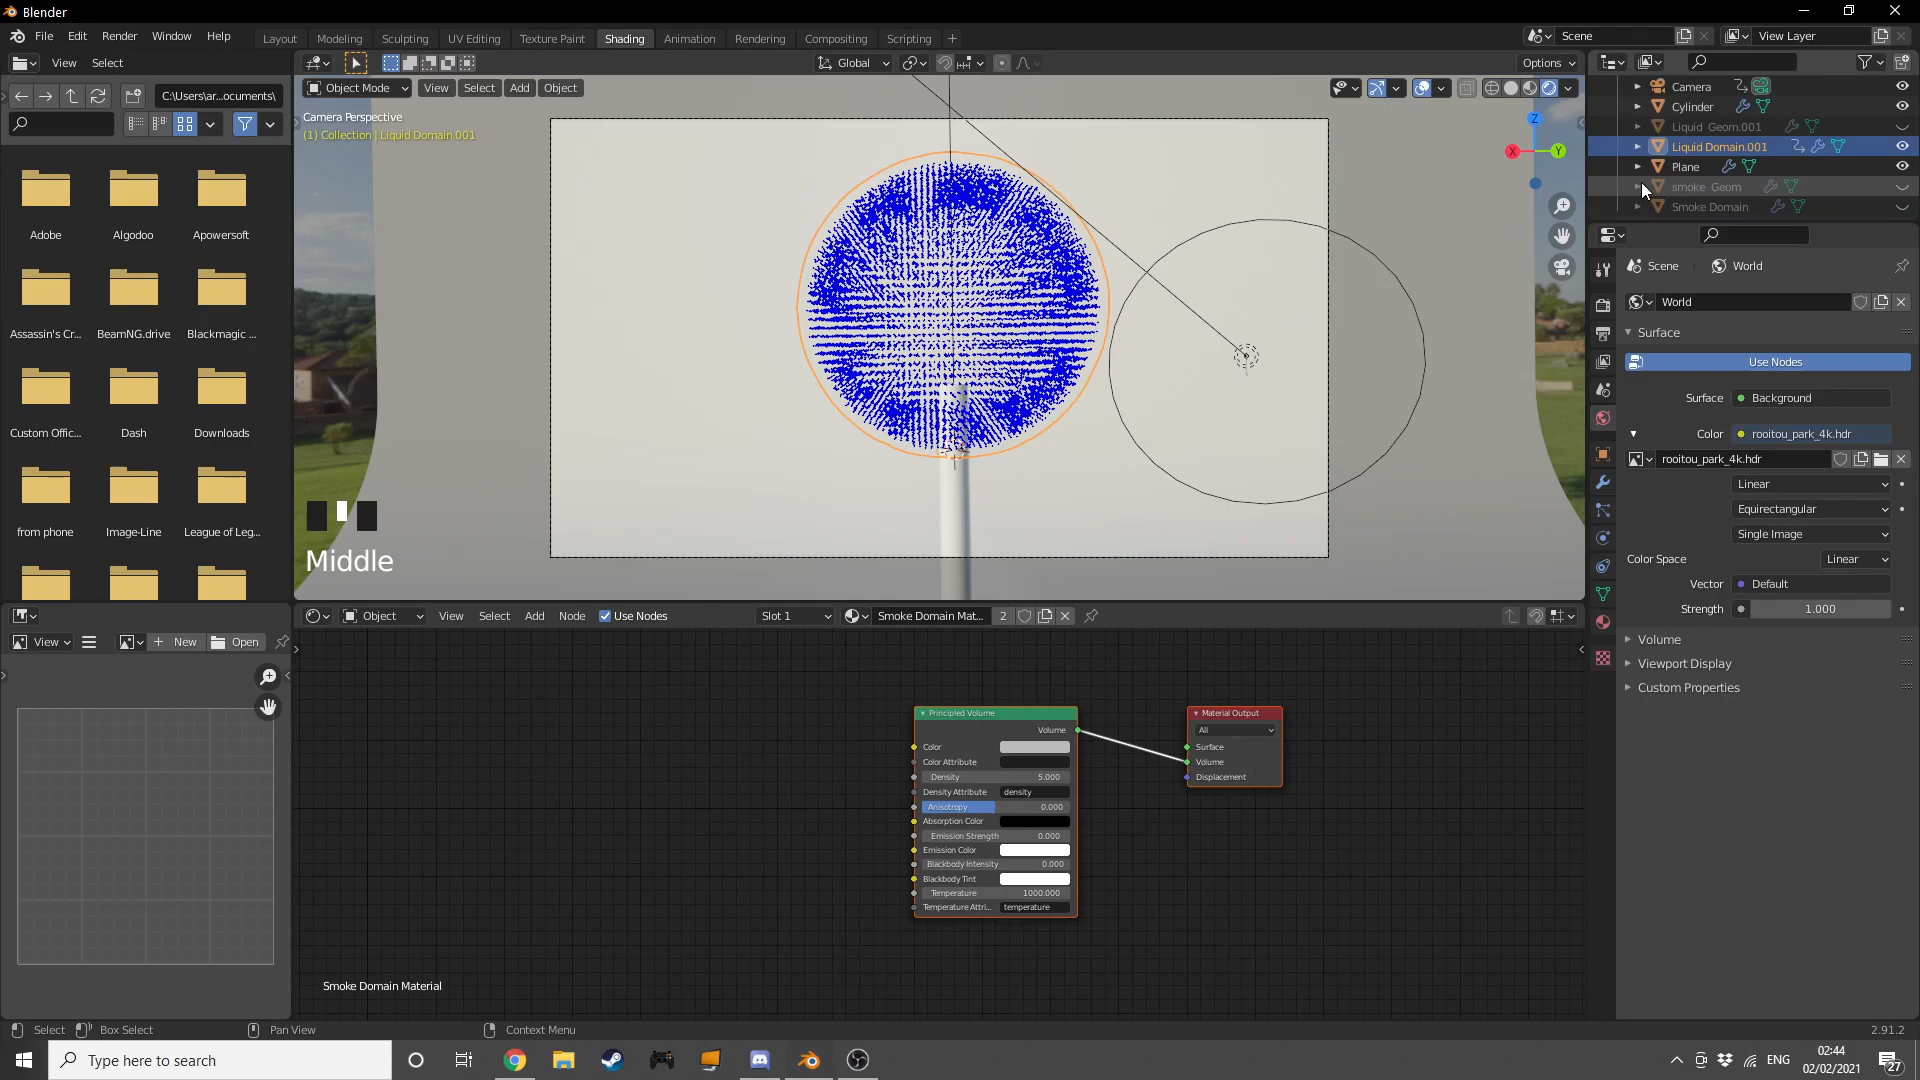 Blender
File Edit Render Window Help
Layout Modeling Sculpting UV Editing Texture Paint Shading Animation Rendering Compositing Scripting
Scene
View Layer
View Select
Global
Options
C:\Users\ar...ocuments\
Object Mode View Select Add Object
Camera Perspective
(1) Collection | Liquid Domain.001
Z
X
Y
Middle
Adobe Algodoo Apowersoft
Assassin's Cr... BeamNG.drive Blackmagic ...
Custom Offic... Dash Downloads
from phone Image-Line League of Leg...
Camera
Cylinder
Liquid Geom.001
Liquid Domain.001
Plane
smoke Geom
Smoke Domain
Scene World
World
Surface
Use Nodes
Surface Background
Color rooitou_park_4k.hdr
rooitou_park_4k.hdr
Linear
Equirectangular
Single Image
Color Space Linear
Vector Default
Strength 1.000
Volume
Viewport Display
Custom Properties
Object View Select Add Node Use Nodes Slot 1 Smoke Domain Mat... 2
View New Open
Principled Volume
Volume
Color
Color Attribute
Density 5.000
Density Attribute density
Anisotropy 0.000
Absorption Color
Emission Strength 0.000
Emission Color
Blackbody Intensity 0.000
Blackbody Tint
Temperature 1000.000
Temperature Attri... temperature
Material Output
All
Surface
Volume
Displacement
Smoke Domain Material
Select Box Select Pan View Context Menu 2.91.2
Type here to search
ENG
02:44
02/02/2021
27